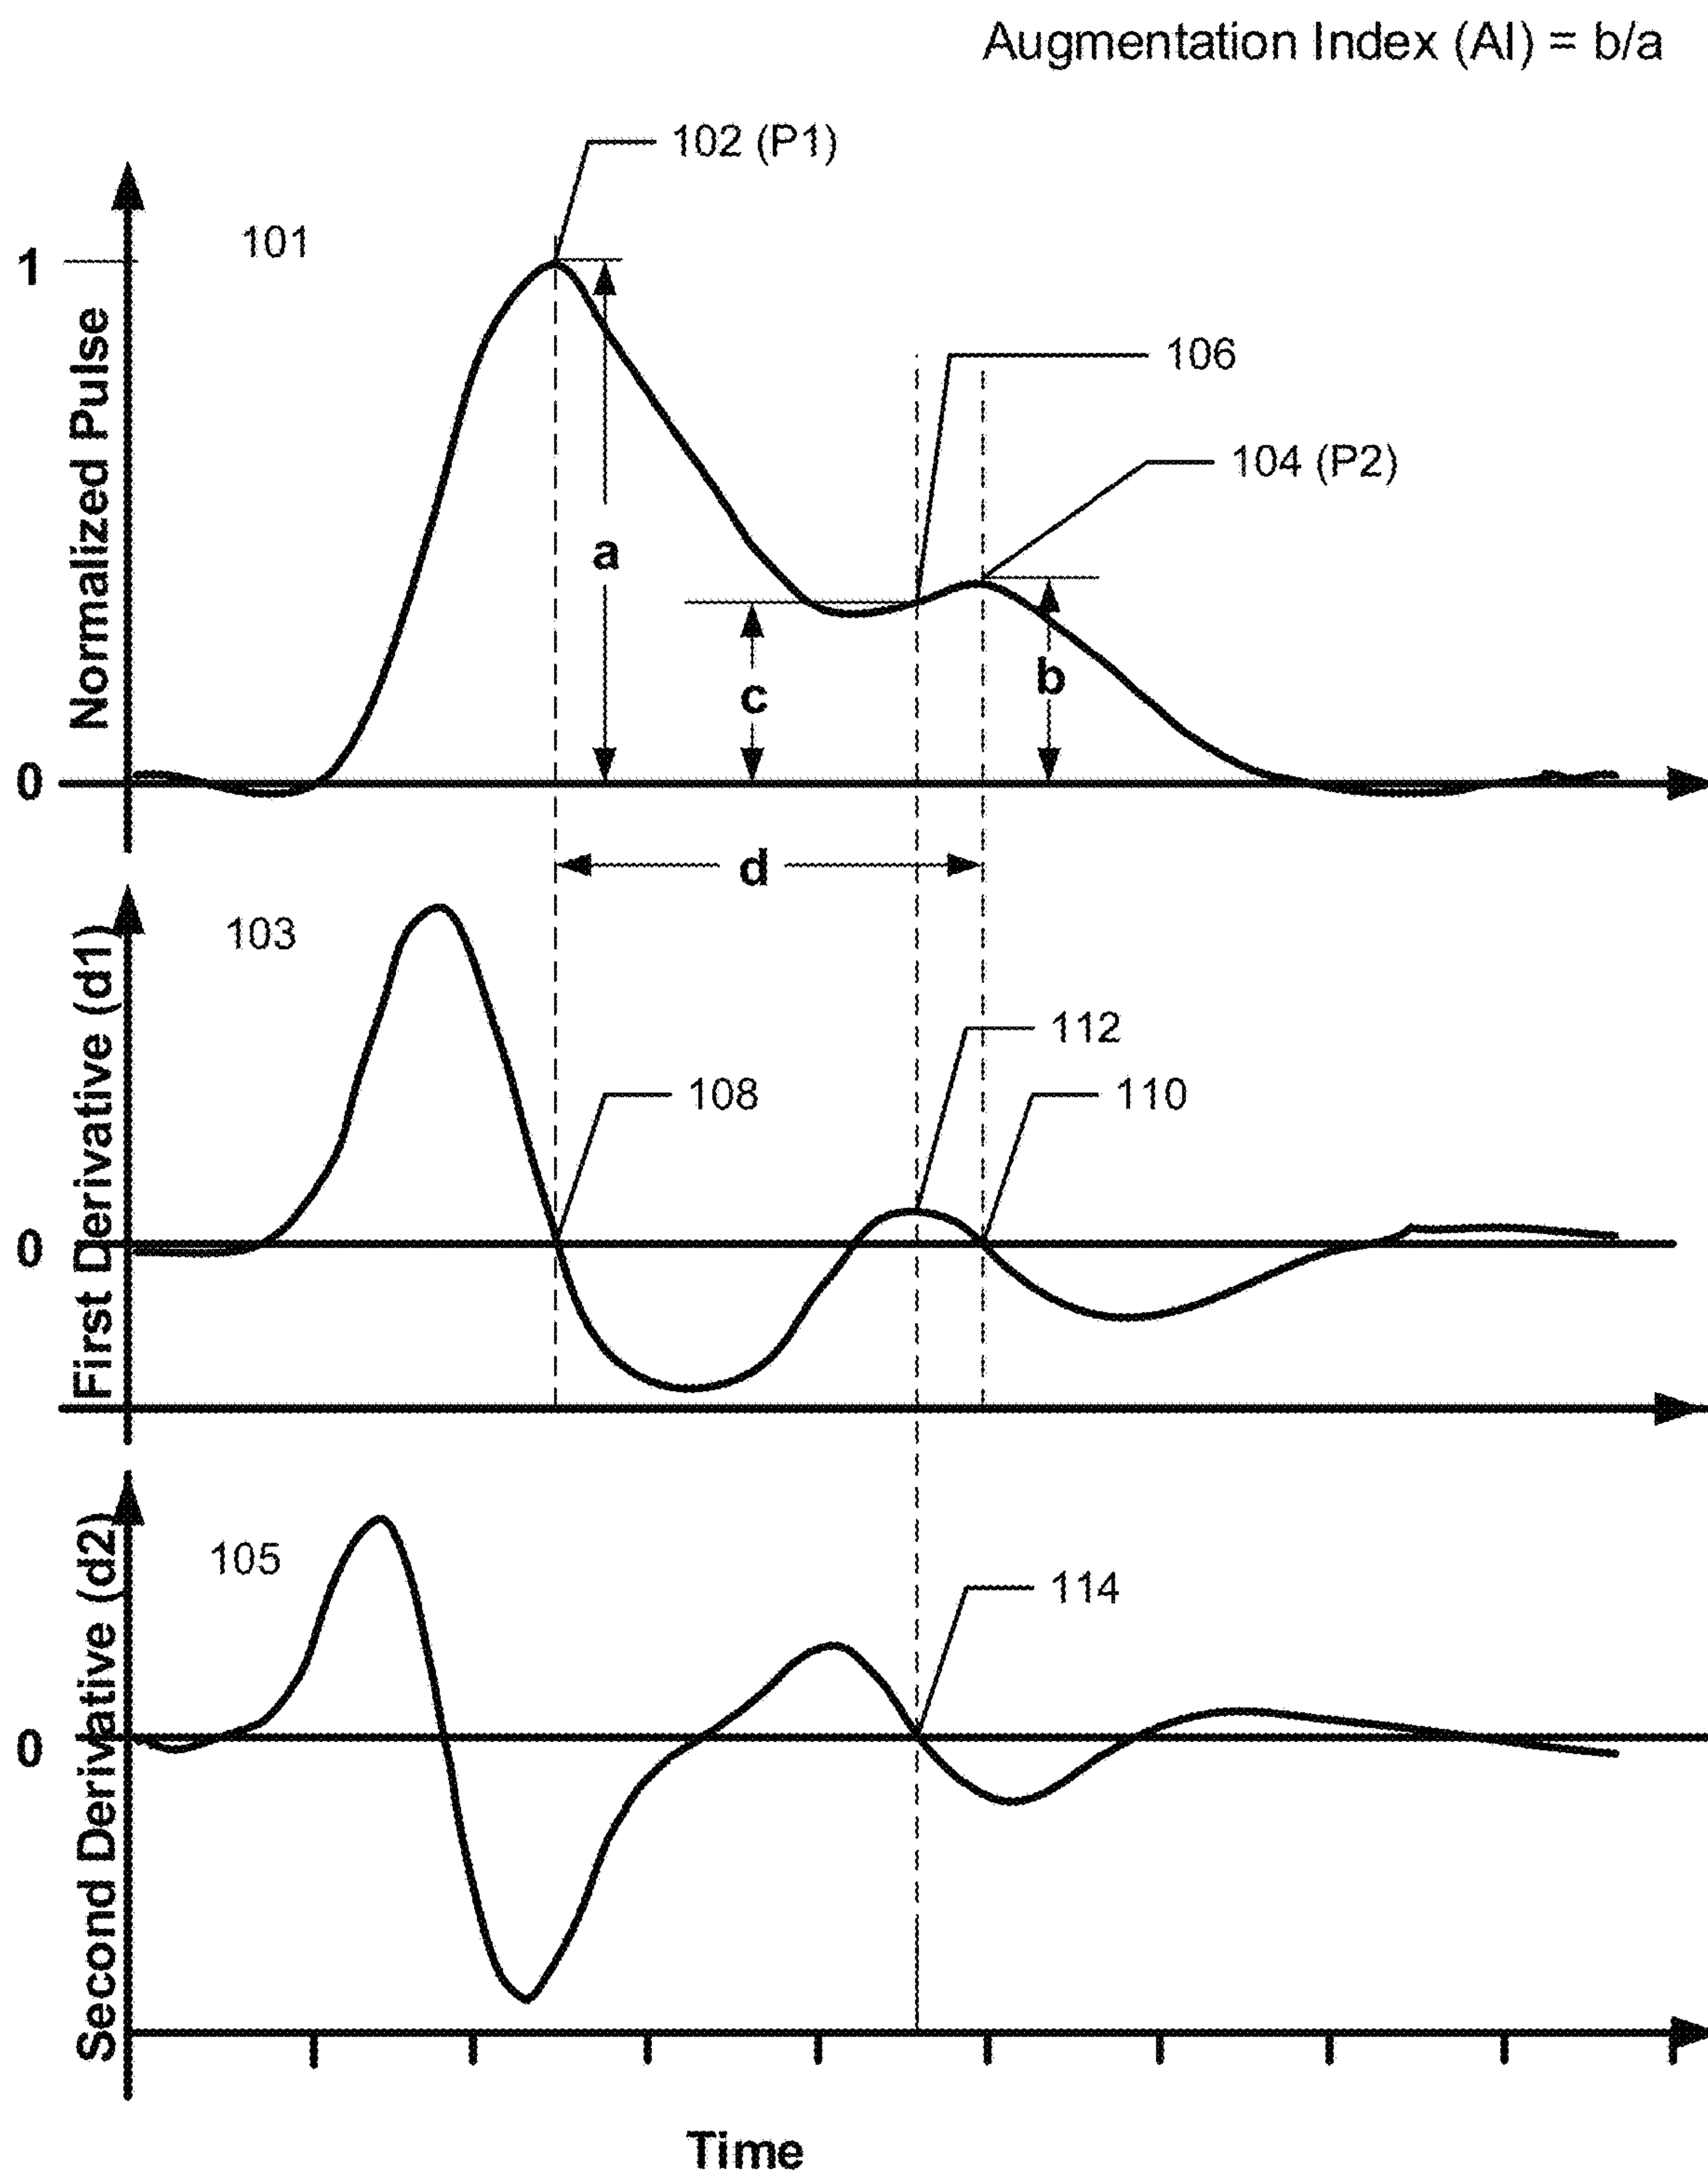 Augmentation Index (AI) = b/a
102 (P1)
101
1
106
104 (P2)
Normalized Pulse
a
c
b
0
d
103
First Derivative (d1)
112
108
110
0
105
Second Derivative (d2)
114
0
Time